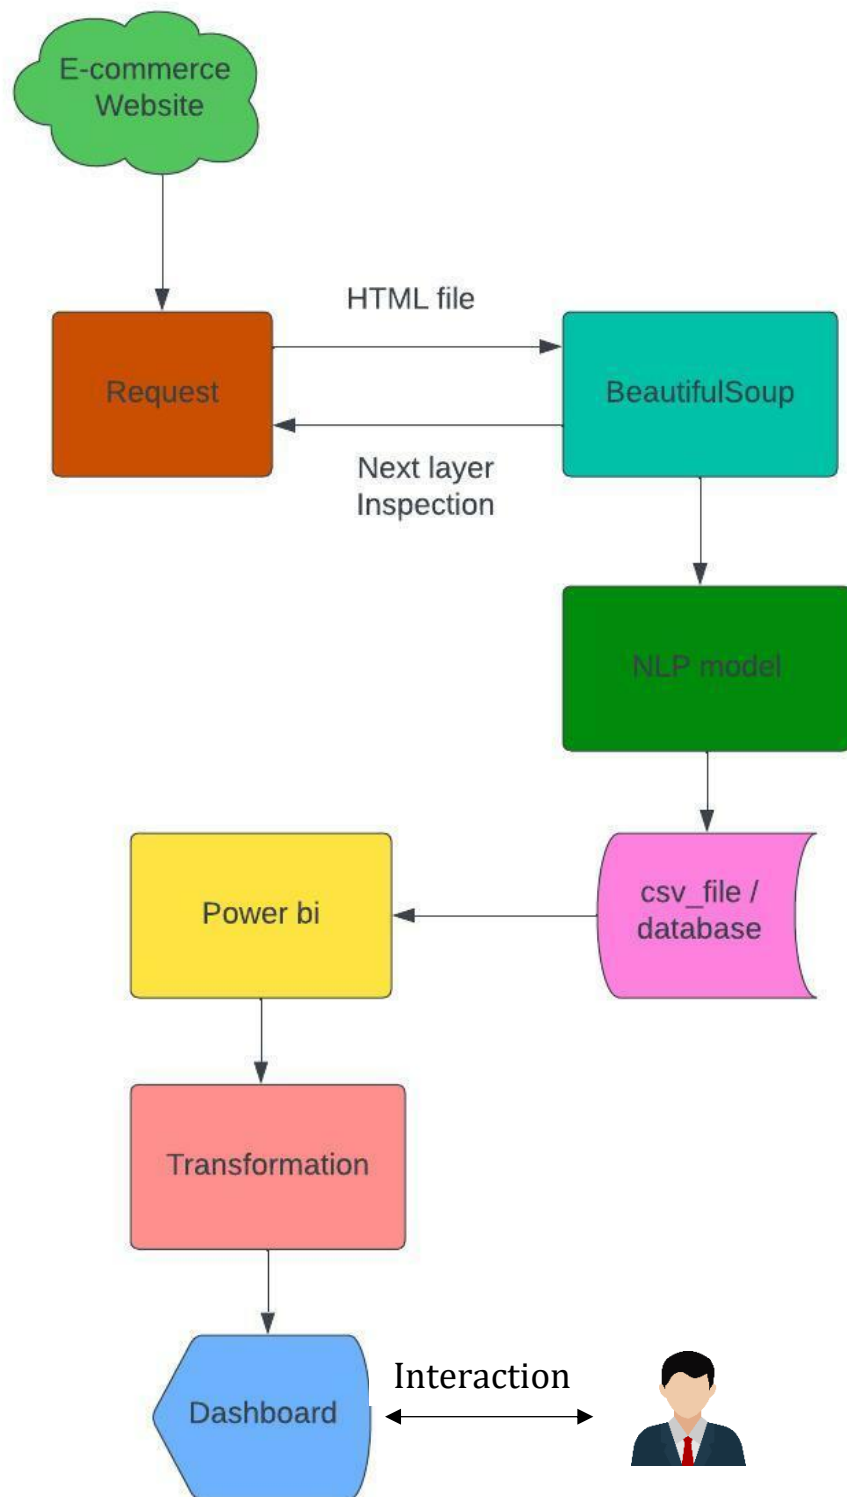 E-commerce
Website
HTML file
Request
BeautifulSoup
Next layer
Inspection
NLP model
csv_file /
database
Power bi
Transformation
Interaction
Dashboard